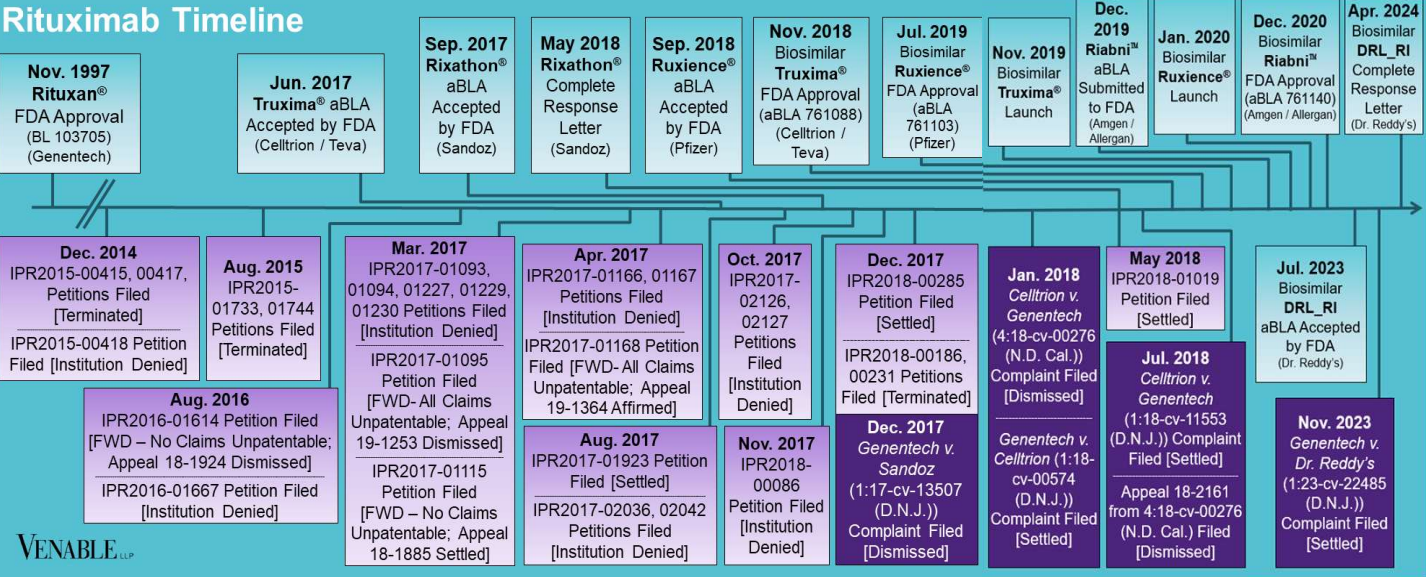 Rituximab Timeline
Nov. 1997
Rituxan®
FDA Approval
(BL 103705)
(Genentech)
Jun. 2017
Truxima® aBLA
Accepted by FDA
(Celltrion / Teva)
Sep. 2017
Rixathon®
aBLA
Accepted
by FDA
(Sandoz)
May 2018
Rixathon®
Complete
Response
Letter
(Sandoz)
Sep. 2018
Ruxience®
aBLA
Accepted
by FDA
(Pfizer)
Nov. 2018
Biosimilar
Truxima®
FDA Approval
(aBLA 761088)
(Celltrion /
Teva)
Jul. 2019
Biosimilar
Ruxience®
FDA Approval
(aBLA
761103)
(Pfizer)
Nov. 2019
Biosimilar
Truxima®
Launch
Dec.
2019
Riabni™
aBLA
Submitted
to FDA
(Amgen /
Allergan)
Jan. 2020
Biosimilar
Ruxience®
Launch
Dec. 2020
Biosimilar
Riabni™
FDA Approval
(aBLA 761140)
(Amgen / Allergan)
Apr. 2024
Biosimilar
DRL_RI
Complete
Response
Letter
(Dr. Reddy's)
Dec. 2014
IPR2015-00415, 00417,
Petitions Filed
[Terminated]
IPR2015-00418 Petition
Filed [Institution Denied]
Aug. 2015
IPR2015-
01733, 01744
Petitions Filed
[Terminated]
Aug. 2016
IPR2016-01614 Petition Filed
[FWD – No Claims Unpatentable;
Appeal 18-1924 Dismissed]
IPR2016-01667 Petition Filed
[Institution Denied]
Mar. 2017
IPR2017-01093,
01094, 01227, 01229,
01230 Petitions Filed
[Institution Denied]
IPR2017-01095
Petition Filed
[FWD- All Claims
Unpatentable; Appeal
19-1253 Dismissed]
IPR2017-01115
Petition Filed
[FWD – No Claims
Unpatentable; Appeal
18-1885 Settled]
Apr. 2017
IPR2017-01166, 01167
Petitions Filed
[Institution Denied]
IPR2017-01168 Petition
Filed [FWD- All Claims
Unpatentable; Appeal
19-1364 Affirmed]
Aug. 2017
IPR2017-01923 Petition
Filed [Settled]
IPR2017-02036, 02042
Petitions Filed
[Institution Denied]
Oct. 2017
IPR2017-
02126,
02127
Petitions
Filed
[Institution
Denied]
Nov. 2017
IPR2018-
00086
Petition Filed
[Institution
Denied]
Dec. 2017
IPR2018-00285
Petition Filed
[Settled]
IPR2018-00186,
00231 Petitions
Filed [Terminated]
Dec. 2017
Genentech v.
Sandoz
(1:17-cv-13507
(D.N.J.))
Complaint Filed
[Dismissed]
Jan. 2018
Celltrion v.
Genentech
(4:18-cv-00276
(N.D. Cal.))
Complaint Filed
[Dismissed]
Genentech v.
Celltrion (1:18-
cv-00574
(D.N.J.))
Complaint Filed
[Settled]
May 2018
IPR2018-01019
Petition Filed
[Settled]
Jul. 2018
Celltrion v.
Genentech
(1:18-cv-11553
(D.N.J.)) Complaint
Filed [Settled]
Appeal 18-2161
from 4:18-cv-00276
(N.D. Cal.) Filed
[Dismissed]
Jul. 2023
Biosimilar
DRL_RI
aBLA Accepted
by FDA
(Dr. Reddy's)
Nov. 2023
Genentech v.
Dr. Reddy's
(1:23-cv-22485
(D.N.J.))
Complaint Filed
[Settled]
VENABLE LLP